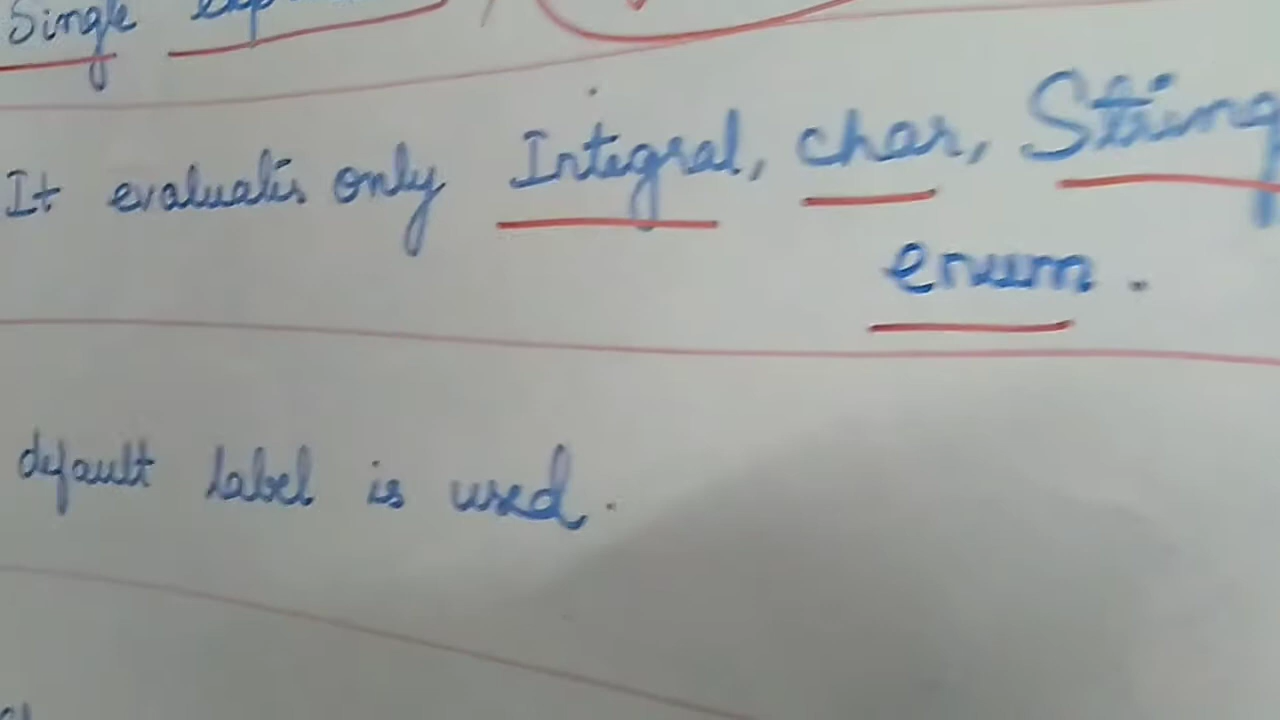 Single
It evaluates only Integral, char, String
enum.
default label is used.